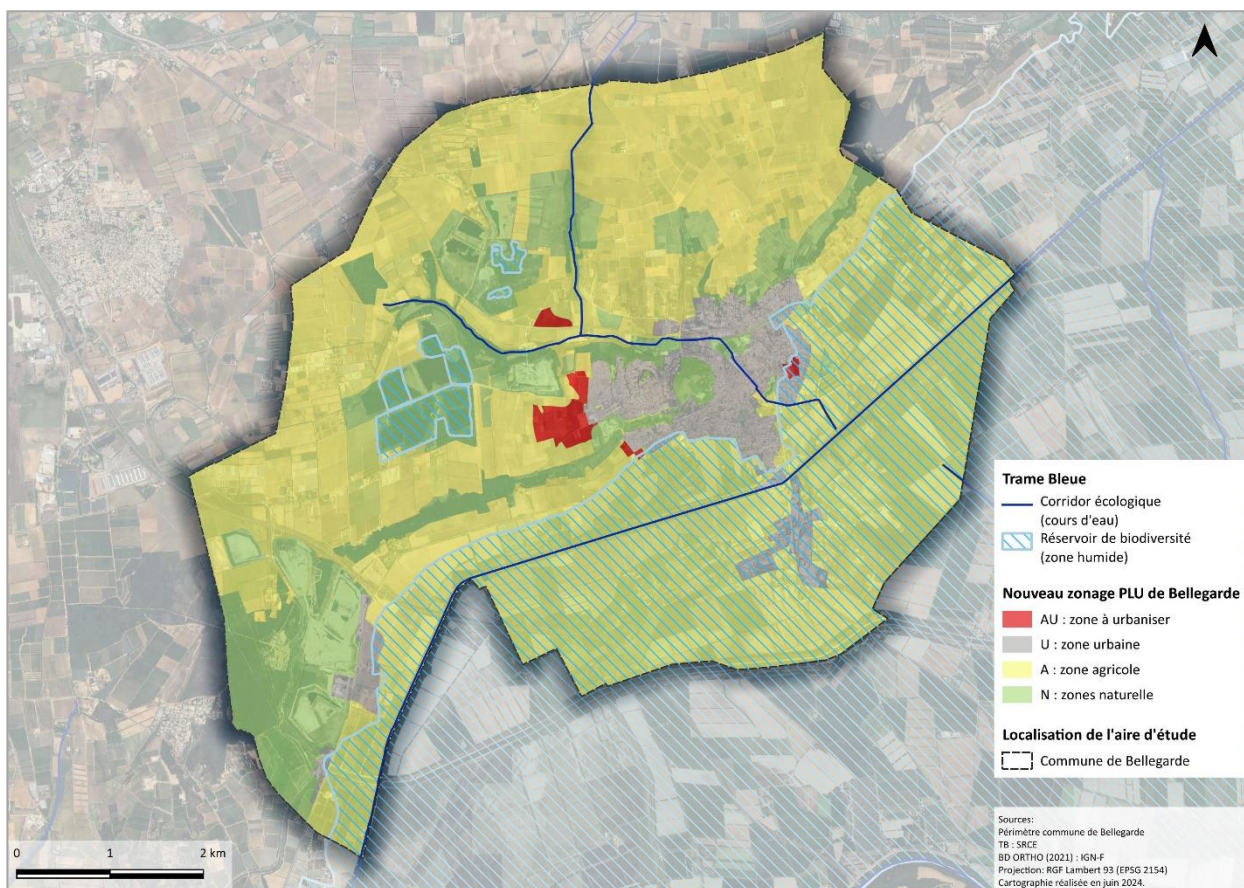 Trame Bleue
Corridor écologique
(cours d'eau)
Réservoir de biodiversité
(zone humide)
Nouveau zonage PLU de Bellegarde
AU : zone à urbaniser
U : zone urbaine
A : zone agricole
N : zones naturelle
Localisation de l'aire d'étude
Commune de Bellegarde
Sources:
Périmètre commune de Bellegarde
TB : SRCE
BD ORTHO (2021) : IGN-F
Projection: RGF Lambert 93 (EPSG 2154)
Cartographie réalisée en juin 2024.
0 1 2 km